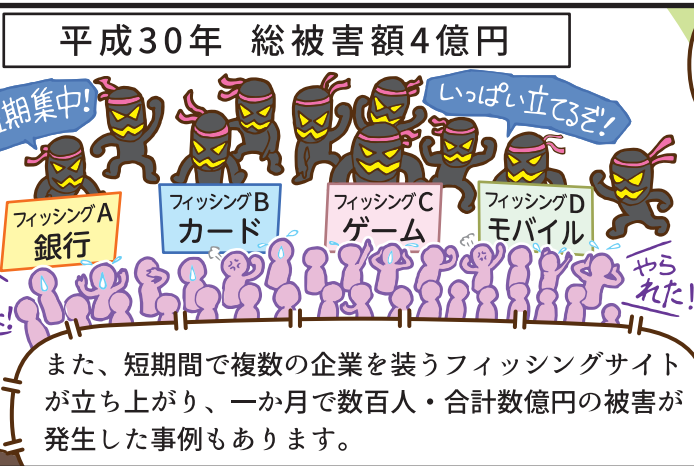 平成30年 総被害額4億円
期集中!
いっぱい立てるぞ!
フィッシングA
銀行
フィッシングB
カード
フィッシングC
ゲーム
フィッシングD
モバイル
やら
れた!
た!
また、短期間で複数の企業を装うフィッシングサイト
が立ち上がり、一か月で数百人・合計数億円の被害が
発生した事例もあります。